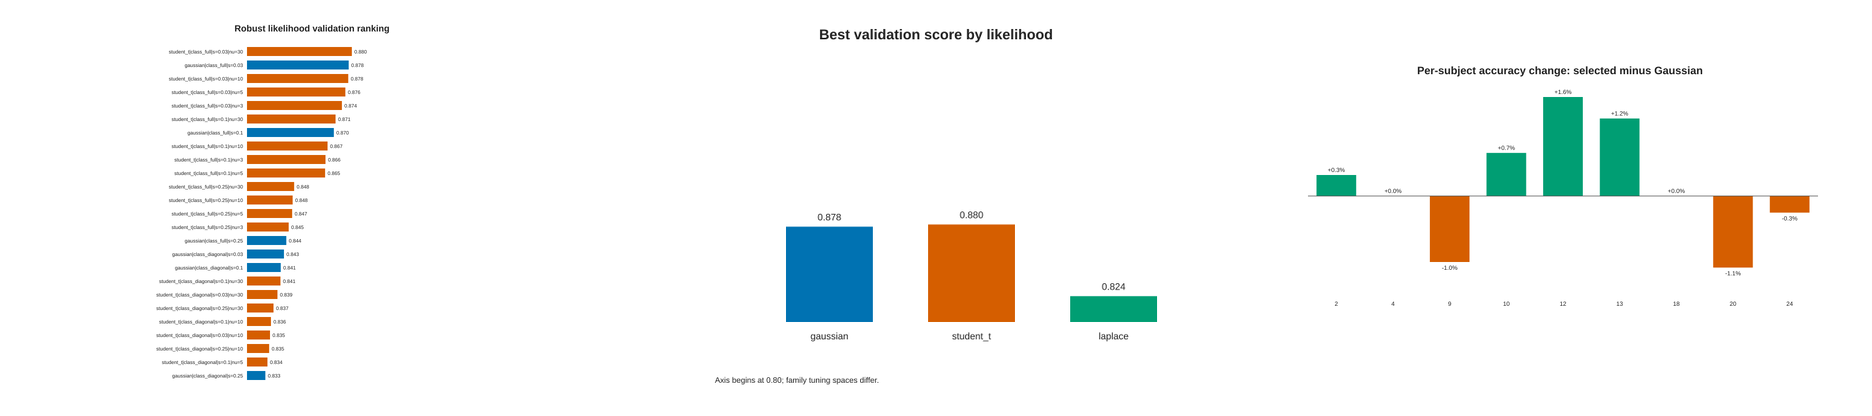 Robust likelihood validation ranking
student_t|class_full|s=0.03|nu=30 0.880
gaussian|class_full|s=0.03 0.878
student_t|class_full|s=0.03|nu=10 0.878
student_t|class_full|s=0.03|nu=5 0.876
student_t|class_full|s=0.03|nu=3 0.874
student_t|class_full|s=0.1|nu=30 0.871
gaussian|class_full|s=0.1 0.870
student_t|class_full|s=0.1|nu=10 0.867
student_t|class_full|s=0.1|nu=3 0.866
student_t|class_full|s=0.1|nu=5 0.865
student_t|class_full|s=0.25|nu=30 0.848
student_t|class_full|s=0.25|nu=10 0.848
student_t|class_full|s=0.25|nu=5 0.847
student_t|class_full|s=0.25|nu=3 0.845
gaussian|class_full|s=0.25 0.844
gaussian|class_diagonal|s=0.03 0.843
gaussian|class_diagonal|s=0.1 0.841
student_t|class_diagonal|s=0.1|nu=30 0.841
student_t|class_diagonal|s=0.03|nu=30 0.839
student_t|class_diagonal|s=0.25|nu=30 0.837
student_t|class_diagonal|s=0.1|nu=10 0.836
student_t|class_diagonal|s=0.03|nu=10 0.835
student_t|class_diagonal|s=0.25|nu=10 0.835
student_t|class_diagonal|s=0.1|nu=5 0.834
gaussian|class_diagonal|s=0.25 0.833
Best validation score by likelihood
0.878 0.880 0.824
gaussian student_t laplace
Axis begins at 0.80; family tuning spaces differ.
Per-subject accuracy change: selected minus Gaussian
+0.3% +0.0% -1.0% +0.7% +1.6% +1.2% +0.0% -1.1% -0.3%
2 4 9 10 12 13 18 20 24